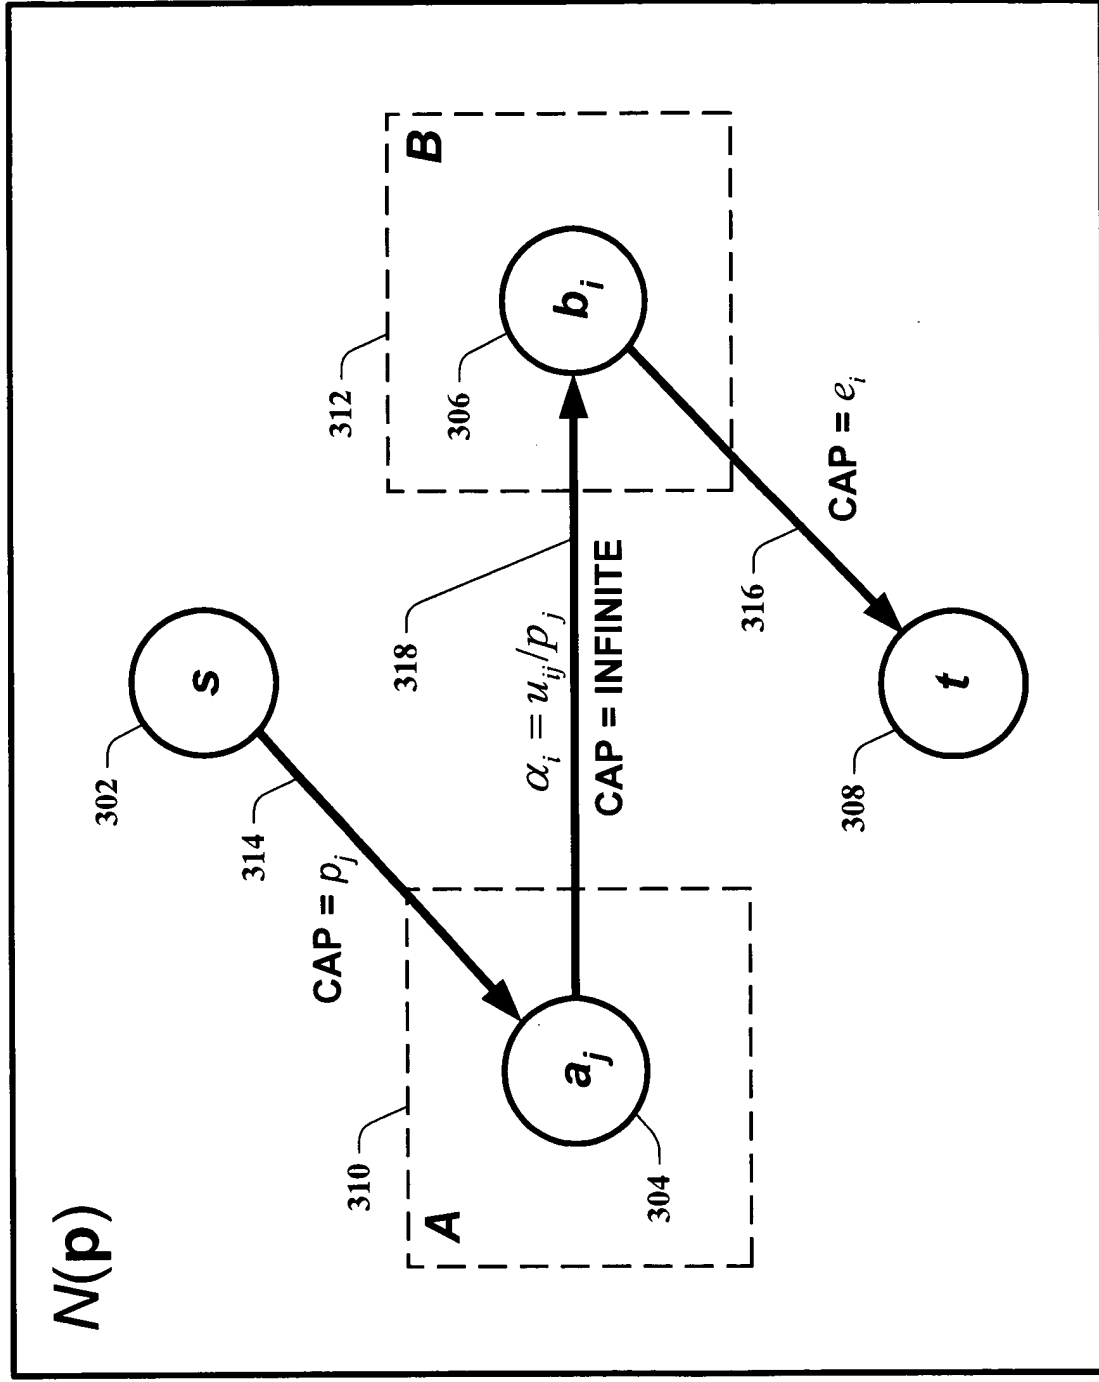 N(p)
s
302
314
CAP = p_j
310
A
a_j
304
α_i = u_ij/p_j
CAP = INFINITE
318
312
B
306
b_i
316
CAP = e_i
308
t